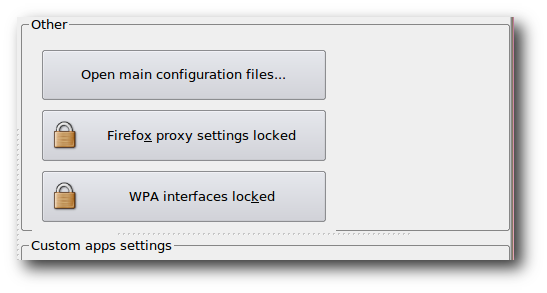 Other
Open main configuration files...
Firefox proxy settings locked
WPA interfaces locked
Custom apps settings